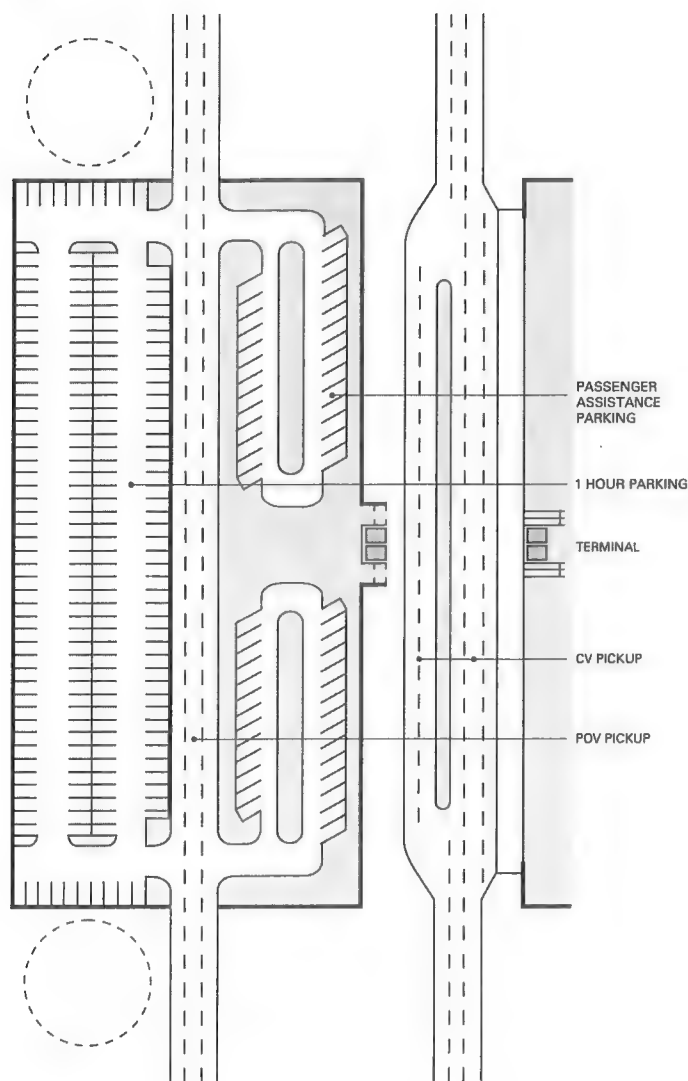 PASSENGER
ASSISTANCE
PARKING
1 HOUR PARKING
TERMINAL
CV PICKUP
POV PICKUP